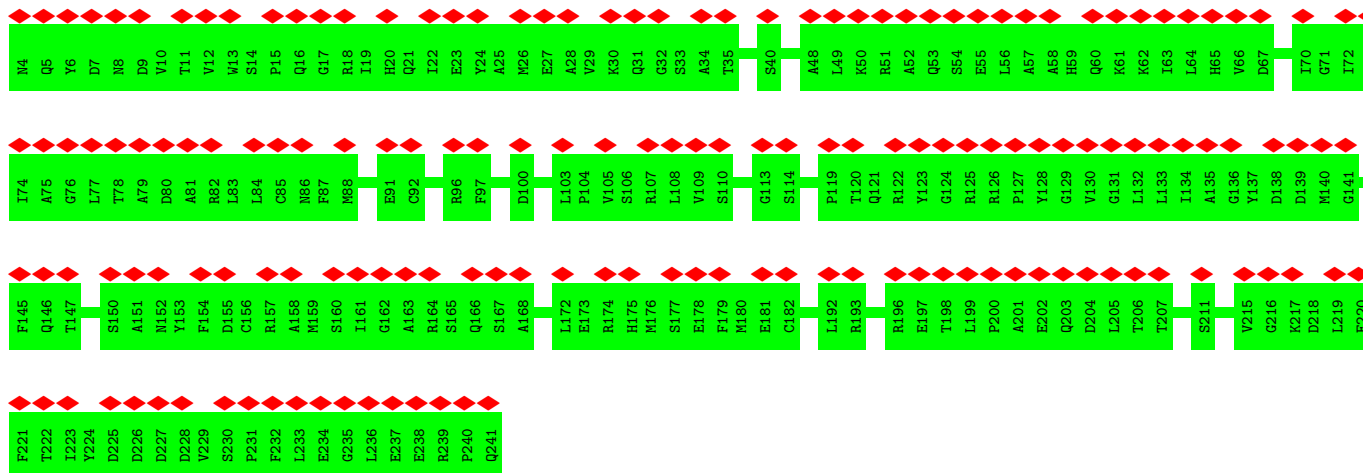 N4 Q5 Y6 D7 N8 D9 V10 T11 V12 W13 S14 P15 Q16 G17 R18 I19 H20 Q21 I22 E23 Y24 A25 M26 E27 A28 V29 K30 Q31 G32 S33 A34 T35 S40 A48 L49 K50 R51 A52 Q53 S54 E55 L56 A57 A58 H59 Q60 K61 K62 I63 L64 H65 V66 D67 I70 G71 I72
I74 A75 G76 L77 T78 A79 D80 A81 R82 L83 L84 C85 N86 F87 M88 E91 C92 R96 F97 D100 L103 P104 V105 S106 R107 L108 V109 S110 G113 S114 P119 T120 Q121 R122 Y123 G124 R125 R126 P127 Y128 G129 V130 G131 L132 L133 I134 A135 G136 Y137 D138 D139 M140 G141
F145 Q146 T147 S150 A151 N152 Y153 F154 D155 C156 R157 A158 M159 S160 I161 G162 A163 R164 S165 Q166 S167 A168 L172 E173 R174 H175 M176 S177 E178 F179 M180 E181 C182 L192 R193 R196 E197 T198 L199 P200 A201 E202 Q203 D204 L205 T206 T207 S211 V215 G216 K217 D218 L219
F221 T222 I223 Y224 D225 D226 D227 D228 V229 S230 P231 F232 L233 E234 G235 L236 E237 E238 R239 P240 Q241